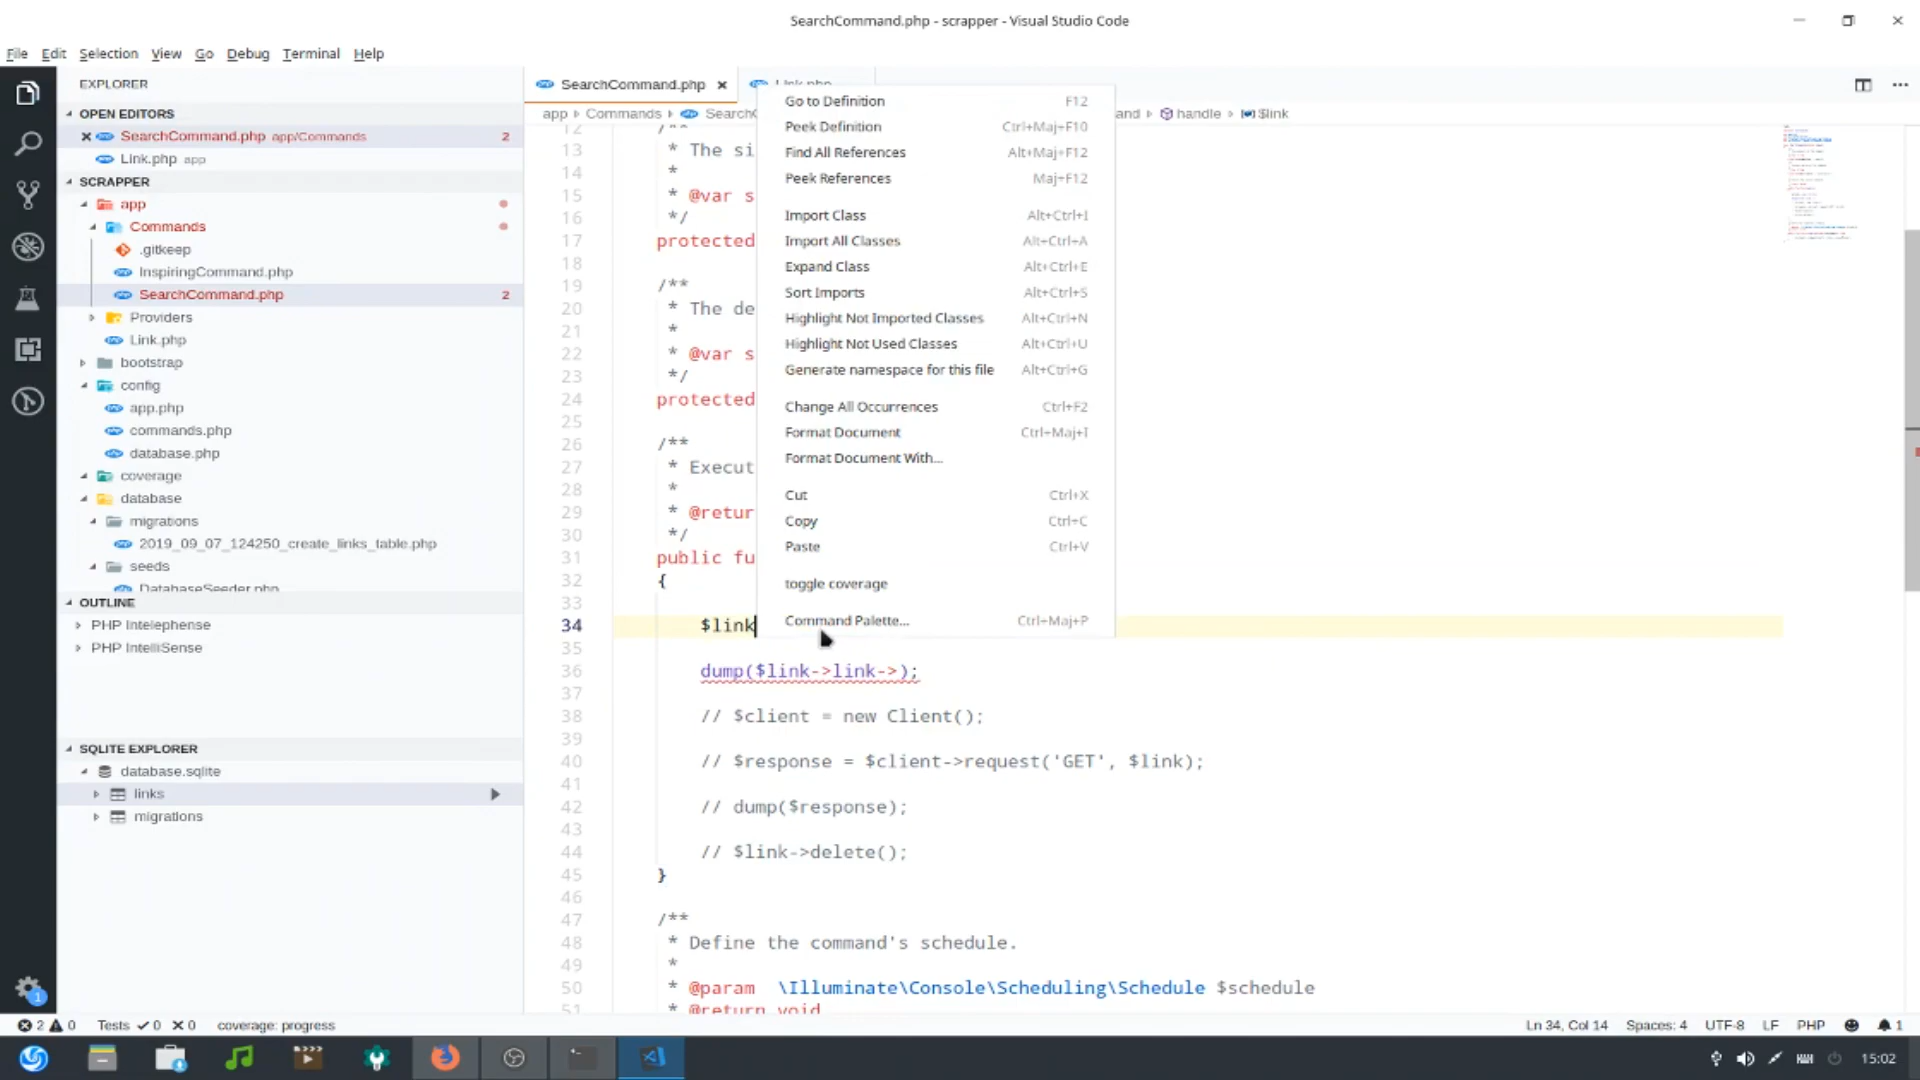 SearchCommand.php - scrapper - Visual Studio Code
File Edit Selection View Go Debug Terminal Help
EXPLORER
OPEN EDITORS
SearchCommand.php app/Commands 2
Link.php app
SCRAPPER
app
Commands
.gitkeep
InspiringCommand.php
SearchCommand.php 2
Providers
Link.php
bootstrap
config
app.php
commands.php
database.php
coverage
database
migrations
2019_09_07_124250_create_links_table.php
seeds
DatabaseSeeder.php
OUTLINE
PHP Intelephense
PHP IntelliSense
SQLITE EXPLORER
database.sqlite
links
migrations
SearchCommand.php Link.php
app Commands SearchC and handle $link
12 /**
13 * The si
14 *
15 * @var s
16 */
17 protected
18
19 /**
20 * The de
21 *
22 * @var s
23 */
24 protected
25
26 /**
27 * Execut
28 *
29 * @retur
30 */
31 public fu
32 {
33
34 $link
35
36 dump($link->link->);
37
38 // $client = new Client();
39
40 // $response = $client->request('GET', $link);
41
42 // dump($response);
43
44 // $link->delete();
45 }
46
47 /**
48 * Define the command's schedule.
49 *
50 * @param \Illuminate\Console\Scheduling\Schedule $schedule
51 * @return void
Go to Definition F12
Peek Definition Ctrl+Maj+F10
Find All References Alt+Maj+F12
Peek References Maj+F12
Import Class Alt+Ctrl+I
Import All Classes Alt+Ctrl+A
Expand Class Alt+Ctrl+E
Sort Imports Alt+Ctrl+S
Highlight Not Imported Classes Alt+Ctrl+N
Highlight Not Used Classes Alt+Ctrl+U
Generate namespace for this file Alt+Ctrl+G
Change All Occurrences Ctrl+F2
Format Document Ctrl+Maj+I
Format Document With...
Cut Ctrl+X
Copy Ctrl+C
Paste Ctrl+V
toggle coverage
Command Palette... Ctrl+Maj+P
2 0 Tests 0 0 coverage: progress Ln 34, Col 14 Spaces: 4 UTF-8 LF PHP 1
1
15:02